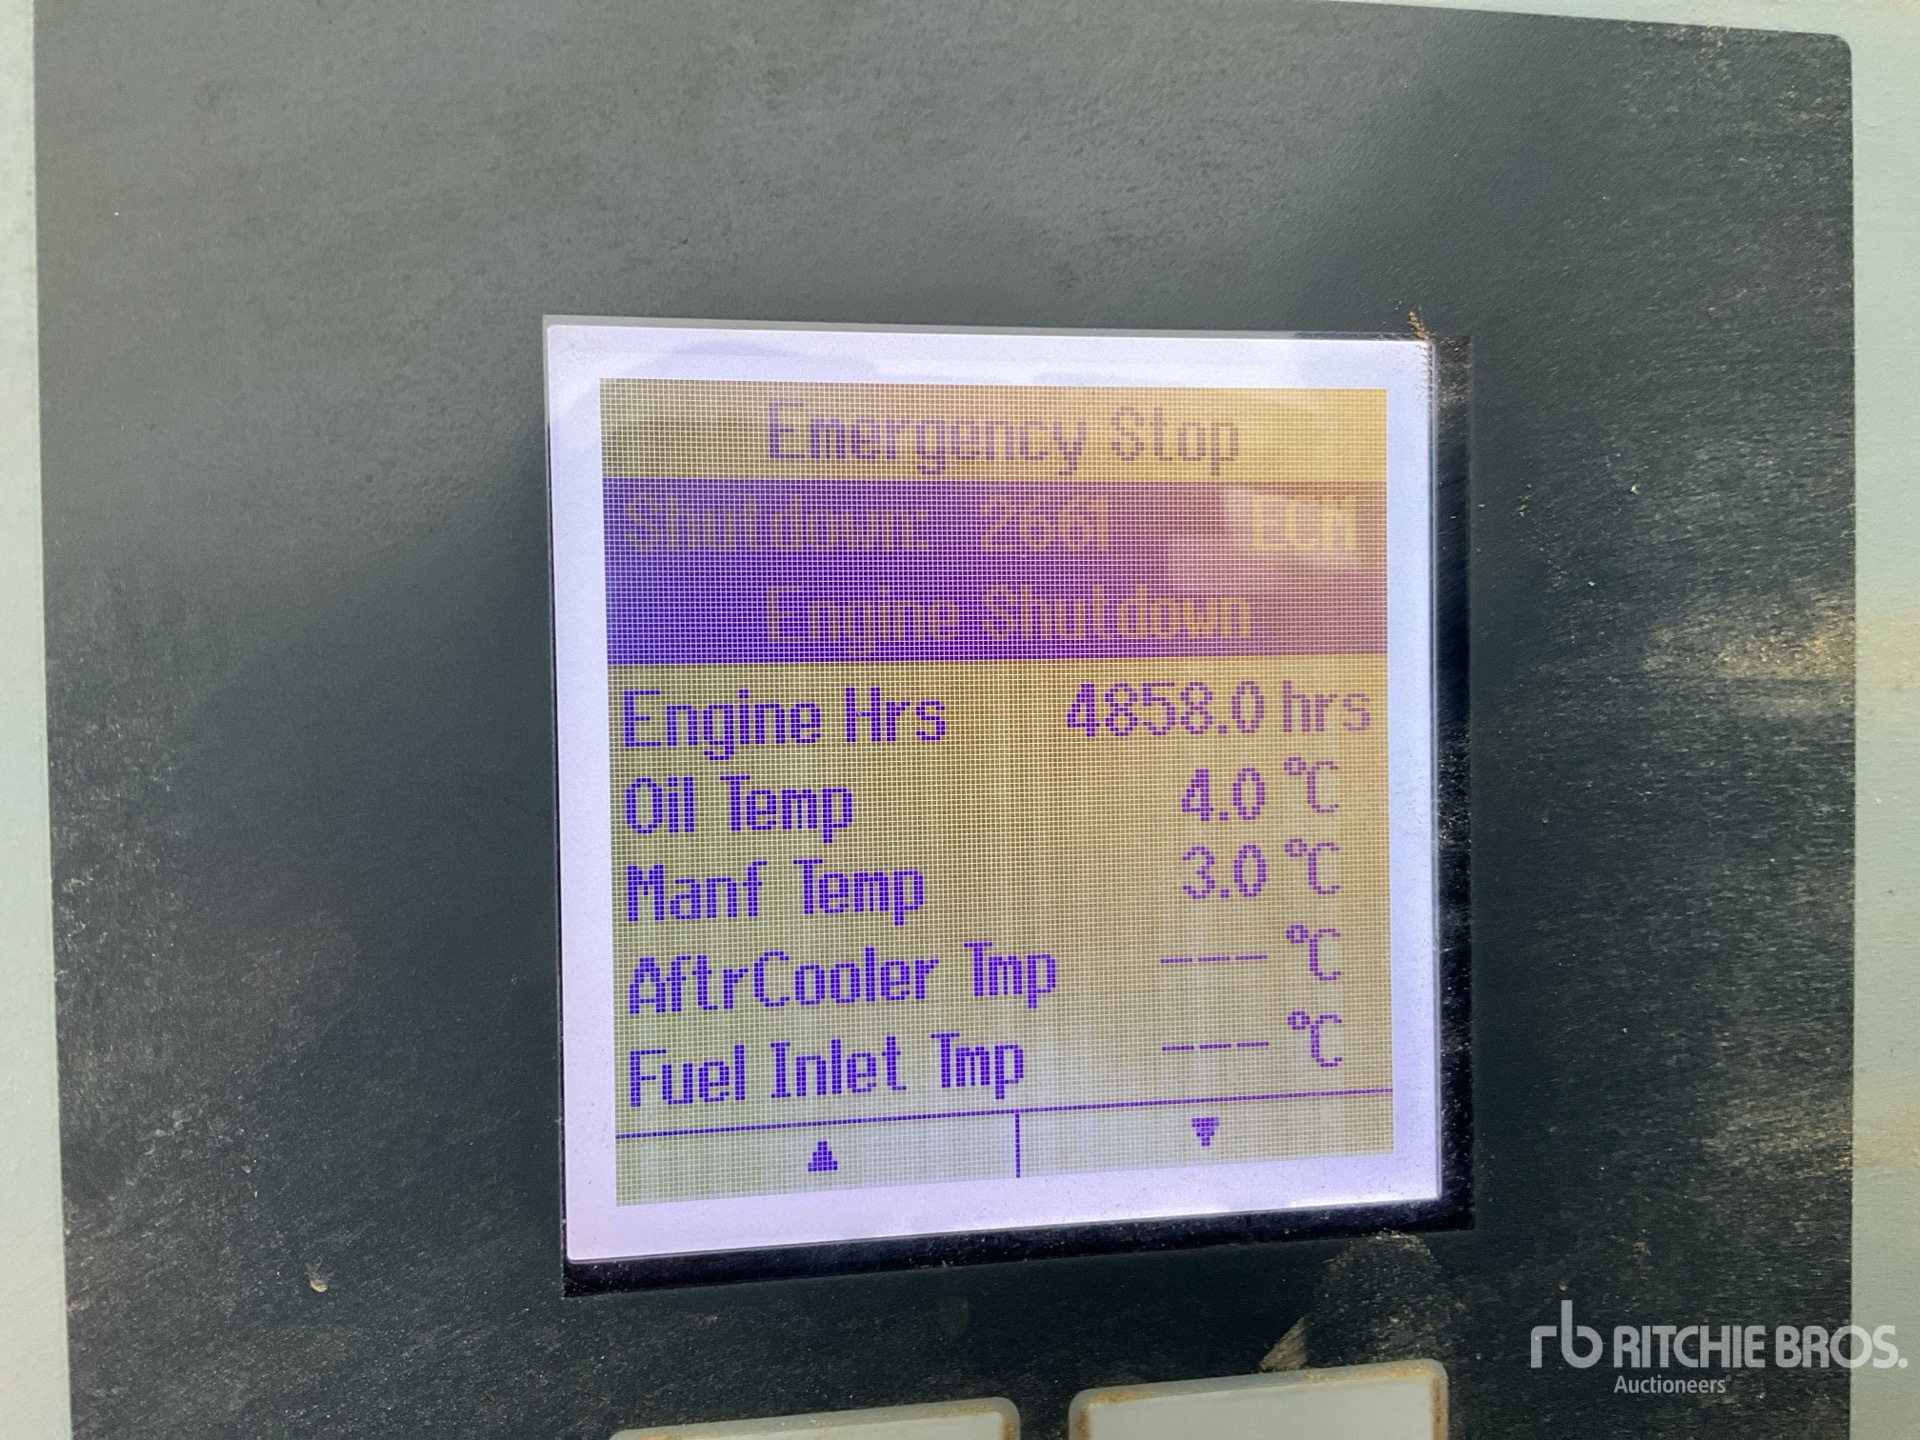 Emergency Stop
Shutdown: 2661 ECM
Engine Shutdown
Engine Hrs 4858.0 hrs
Oil Temp 4.0 °C
Manf Temp 3.0 °C
AftrCooler Tmp ---- °C
Fuel Inlet Tmp ---- °C
rb RITCHIE BROS.
Auctioneers